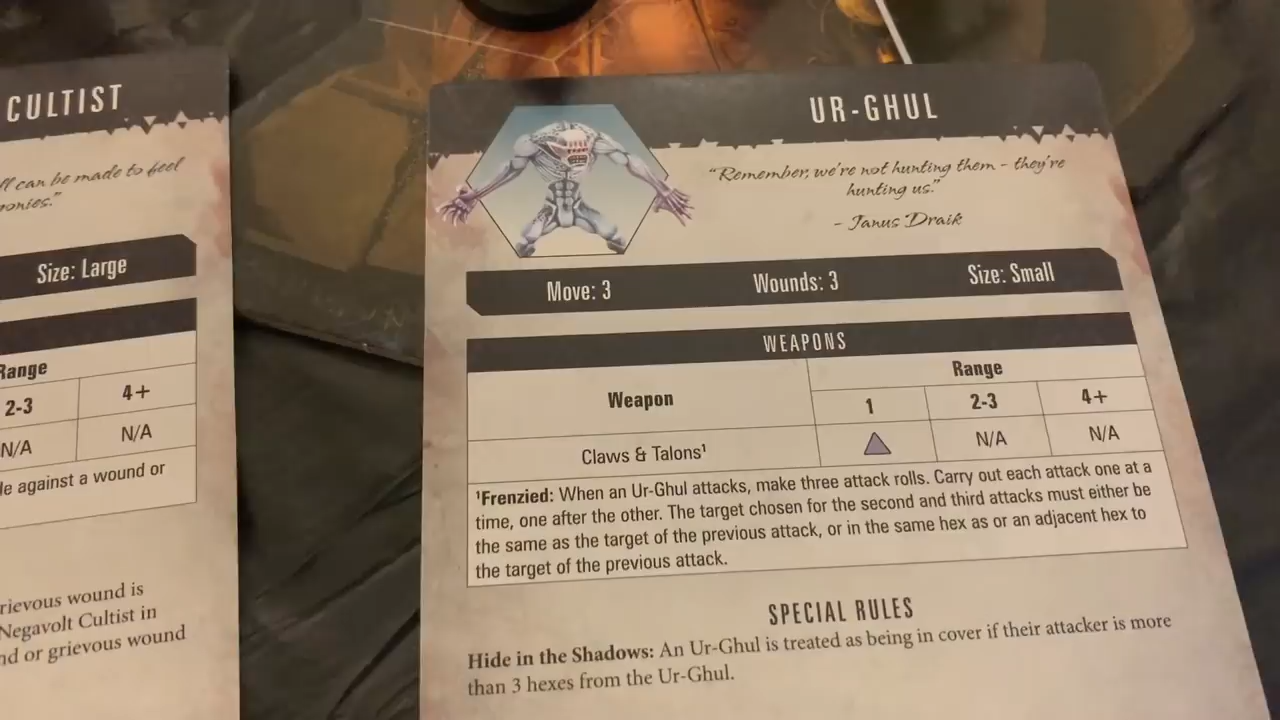 CULTIST
ll can be made to feel
onies."
Size: Large
Range
2-3 4+
N/A N/A
le against a wound or
rievous wound is
Negavolt Cultist in
nd or grievous wound
UR-GHUL
"Remember, we're not hunting them – they're
hunting us."
– Janus Draik
Move: 3 Wounds: 3 Size: Small
WEAPONS
Weapon Range
1 2-3 4+
Claws & Talons¹ N/A N/A
¹Frenzied: When an Ur-Ghul attacks, make three attack rolls. Carry out each attack one at a
time, one after the other. The target chosen for the second and third attacks must either be
the same as the target of the previous attack, or in the same hex as or an adjacent hex to
the target of the previous attack.
SPECIAL RULES
Hide in the Shadows: An Ur-Ghul is treated as being in cover if their attacker is more
than 3 hexes from the Ur-Ghul.